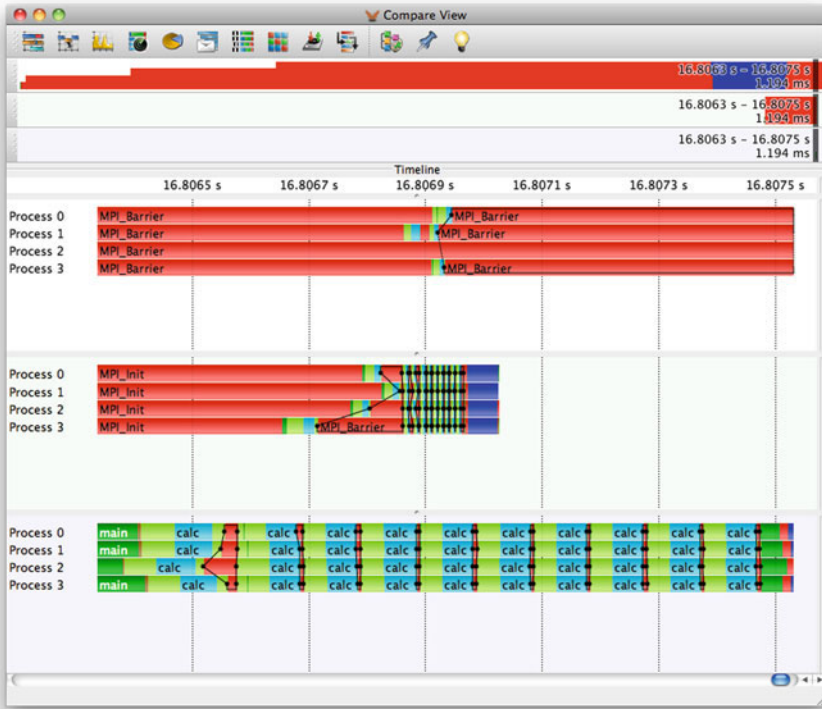 Compare View
16.8063 s - 16.8075 s
1.194 ms
16.8063 s - 16.8075 s
1.194 ms
16.8063 s - 16.8075 s
1.194 ms
Timeline
16.8065 s 16.8067 s 16.8069 s 16.8071 s 16.8073 s 16.8075 s
Process 0 MPI_Barrier MPI_Barrier
Process 1 MPI_Barrier MPI_Barrier
Process 2 MPI_Barrier
Process 3 MPI_Barrier MPI_Barrier
Process 0 MPI_Init
Process 1 MPI_Init
Process 2 MPI_Init
Process 3 MPI_Init MPI_Barrier
Process 0 main calc calc calc calc calc calc calc calc calc calc
Process 1 main calc calc calc calc calc calc calc calc calc calc
Process 2 calc calc calc calc calc calc calc calc calc calc
Process 3 main calc calc calc calc calc calc calc calc calc calc